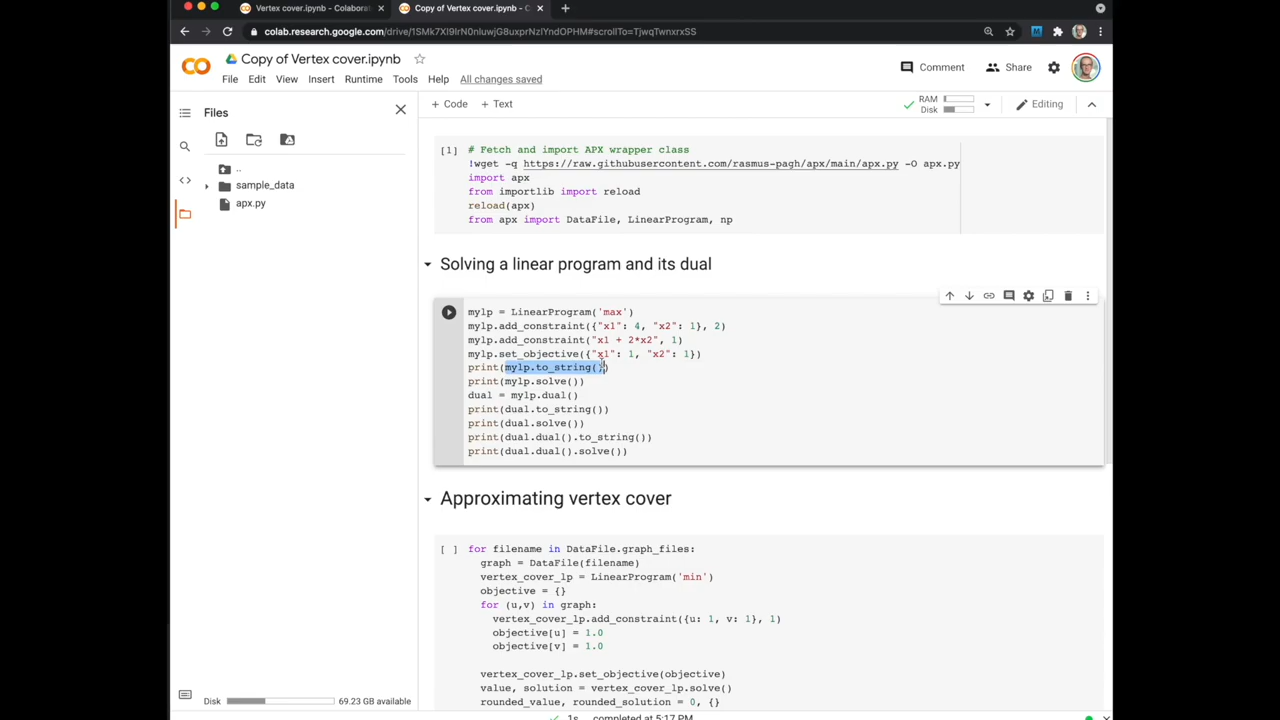 Vertex cover.ipynb - Colaborat
Copy of Vertex cover.ipynb - C
colab.research.google.com/drive/1SMk7Xl9IrN0nluwjG8uxprNzlYndOPHM#scrollTo=TjwqTwnxrxSS
Copy of Vertex cover.ipynb
File Edit View Insert Runtime Tools Help All changes saved
Comment Share
Files
+ Code + Text
RAM
Disk
Editing
..
sample_data
apx.py
[1] # Fetch and import APX wrapper class
!wget -q https://raw.githubusercontent.com/rasmus-pagh/apx/main/apx.py -O apx.py
import apx
from importlib import reload
reload(apx)
from apx import DataFile, LinearProgram, np
Solving a linear program and its dual
mylp = LinearProgram('max')
mylp.add_constraint({"x1": 4, "x2": 1}, 2)
mylp.add_constraint("x1 + 2*x2", 1)
mylp.set_objective({"x1": 1, "x2": 1})
print(mylp.to_string())
print(mylp.solve())
dual = mylp.dual()
print(dual.to_string())
print(dual.solve())
print(dual.dual().to_string())
print(dual.dual().solve())
Approximating vertex cover
[ ] for filename in DataFile.graph_files:
graph = DataFile(filename)
vertex_cover_lp = LinearProgram('min')
objective = {}
for (u,v) in graph:
vertex_cover_lp.add_constraint({u: 1, v: 1}, 1)
objective[u] = 1.0
objective[v] = 1.0
vertex_cover_lp.set_objective(objective)
value, solution = vertex_cover_lp.solve()
rounded_value, rounded_solution = 0, {}
Disk 69.23 GB available
1s completed at 5:17 PM